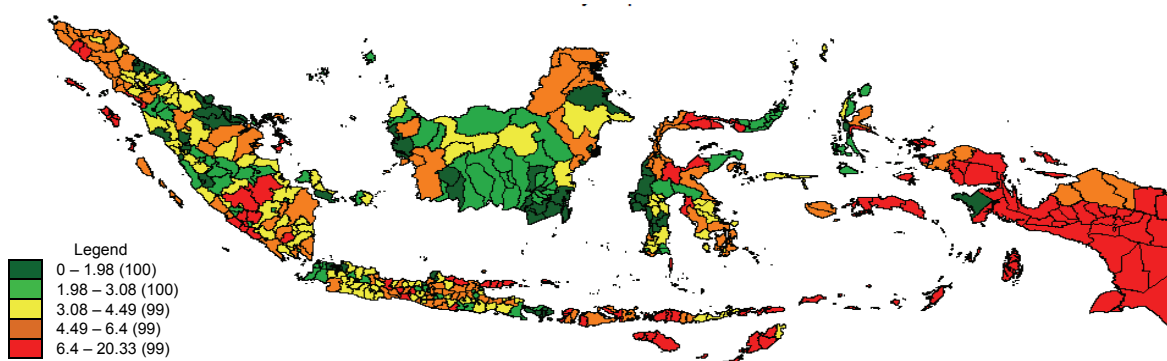 Legend
0 – 1.98 (100)
1.98 – 3.08 (100)
3.08 – 4.49 (99)
4.49 – 6.4 (99)
6.4 – 20.33 (99)